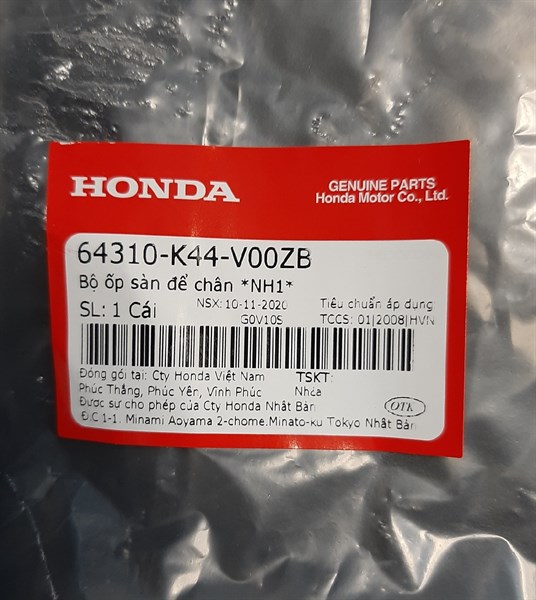 HONDA
GENUINE PARTS
Honda Motor Co., Ltd.
64310-K44-V00ZB
Bộ ốp sàn để chân *NH1*
SL: 1 Cái
NSX: 10-11-2020
G0V10S
Tiêu chuẩn áp dụng
TCCS: 01|2008|HVN
Đóng gói tại: Cty Honda Việt Nam
TSKT:
Phúc Thắng, Phúc Yên, Vĩnh Phúc
Nhựa
Được sự cho phép của Cty Honda Nhật Bản
OTK
Đ.C 1-1. Minami Aoyama 2-chome.Minato-ku Tokyo Nhật Bản